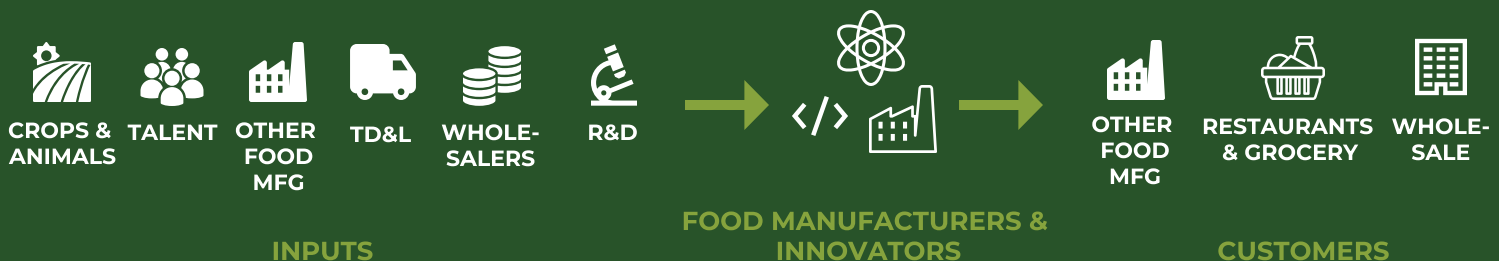 CROPS &
ANIMALS
TALENT
OTHER
FOOD
MFG
TD&L
WHOLE-
SALERS
R&D
INPUTS
</>
FOOD MANUFACTURERS &
INNOVATORS
OTHER
FOOD
MFG
RESTAURANTS
& GROCERY
WHOLE-
SALE
CUSTOMERS